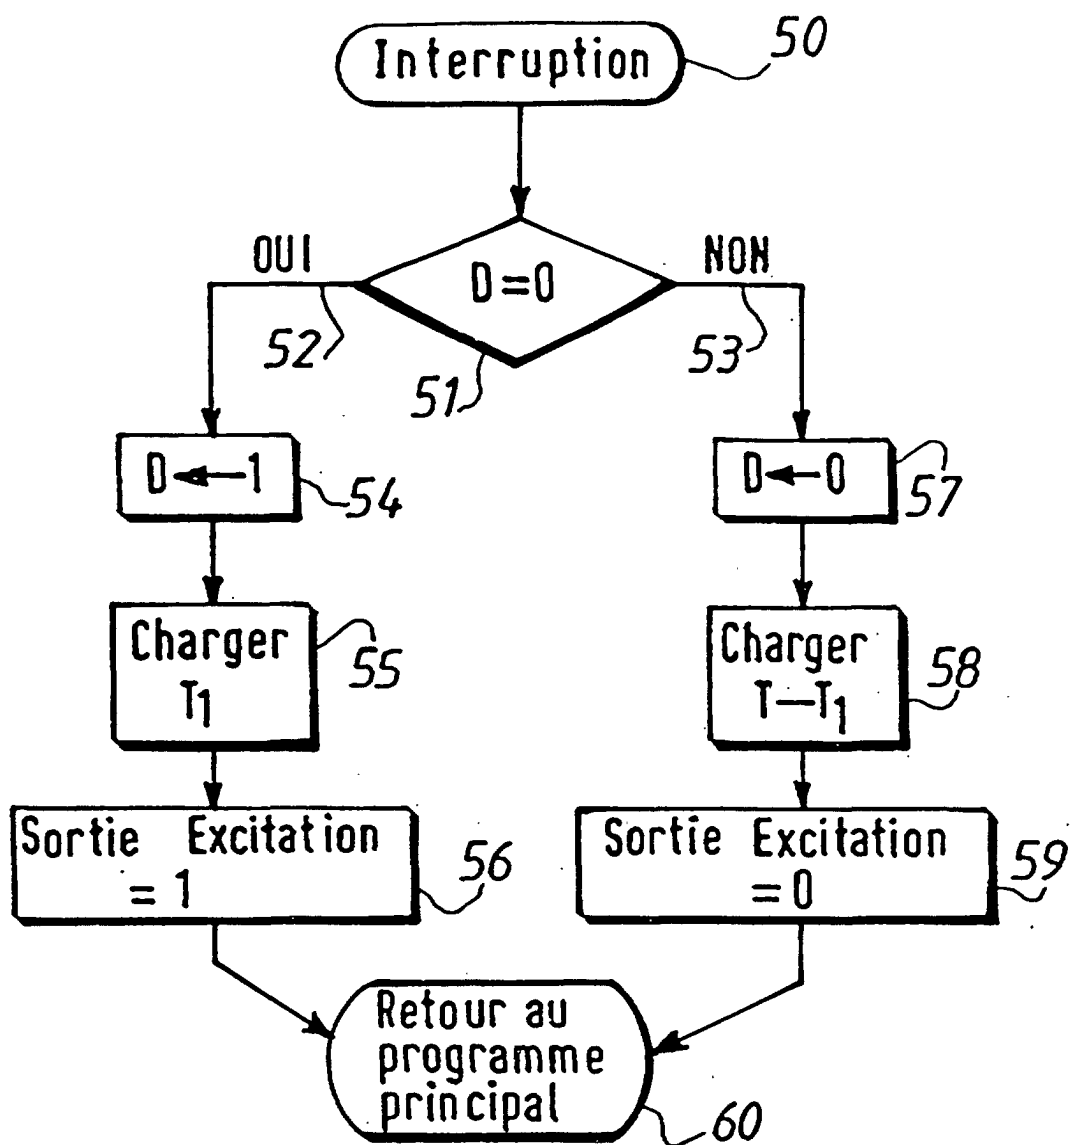 Interruption
50
OUI
D=0
NON
52
51
53
D←1
54
D←0
57
Charger
T1
55
Charger
T—T1
58
Sortie Excitation
= 1
56
Sortie Excitation
=0
59
Retour au
programme
principal
60